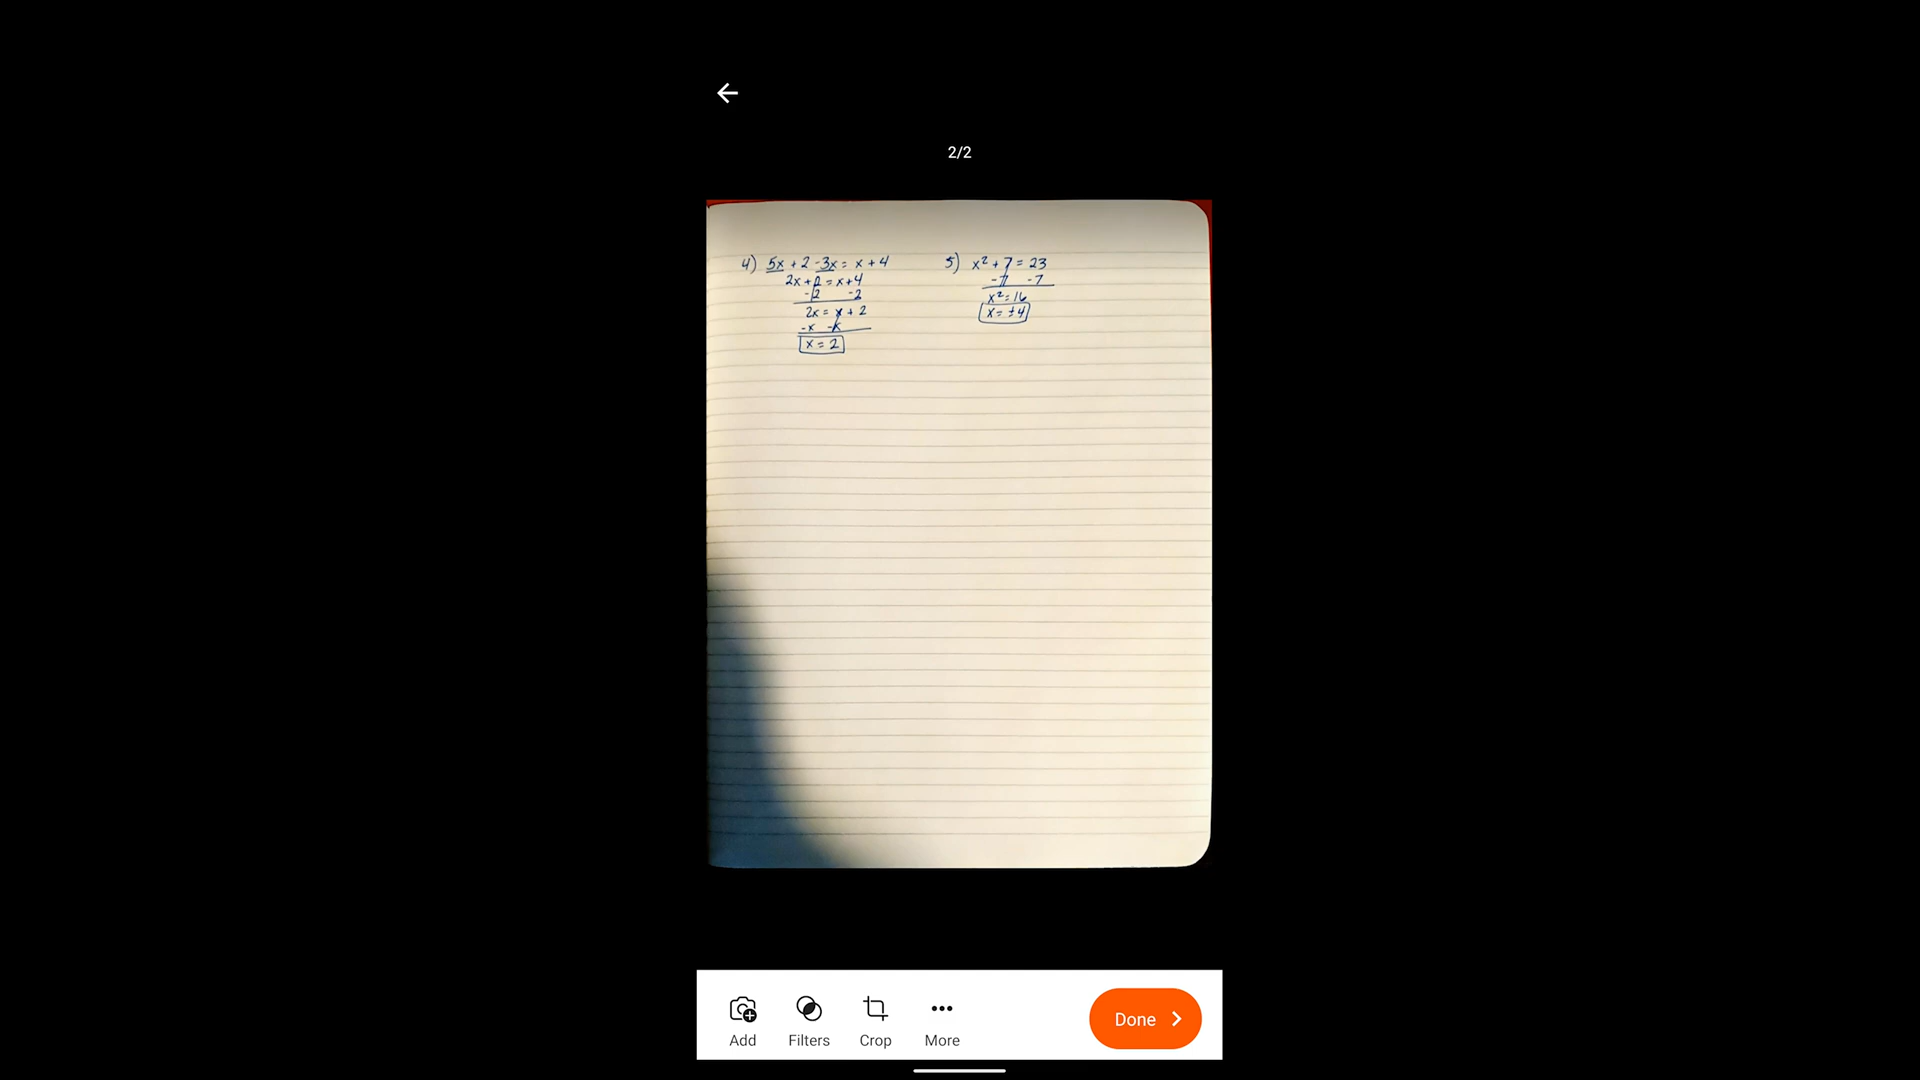 2/2
4) 5x + 2 - 3x = x + 4
2x + 2 = x + 4
-2 -2
2x = x + 2
-x -x
x = 2
5) x² + 7 = 23
-7 -7
x² = 16
x = ±4
Add
Filters
Crop
More
Done